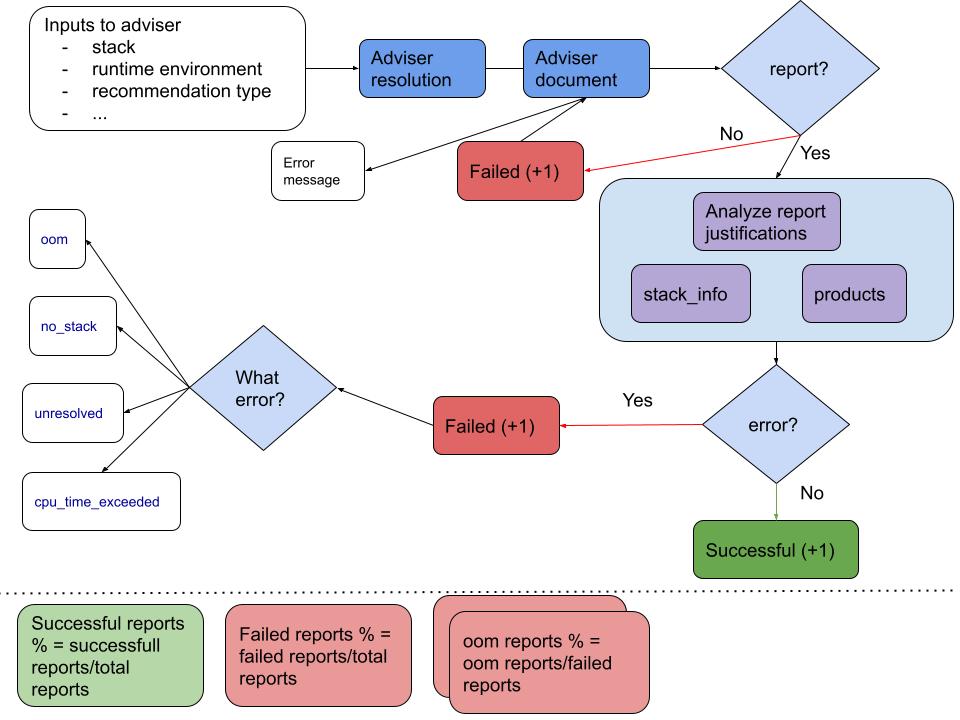 Inputs to adviser
- stack
- runtime environment
- recommendation type
- ...
Adviser
resolution
Adviser
document
report?
No
Yes
Error
message
Failed (+1)
Analyze report
justifications
stack_info
products
oom
no_stack
unresolved
cpu_time_exceeded
What
error?
Failed (+1)
Yes
error?
No
Successful (+1)
Successful reports
% = successfull
reports/total
reports
Failed reports % =
failed reports/total
reports
oom reports % =
oom reports/failed
reports